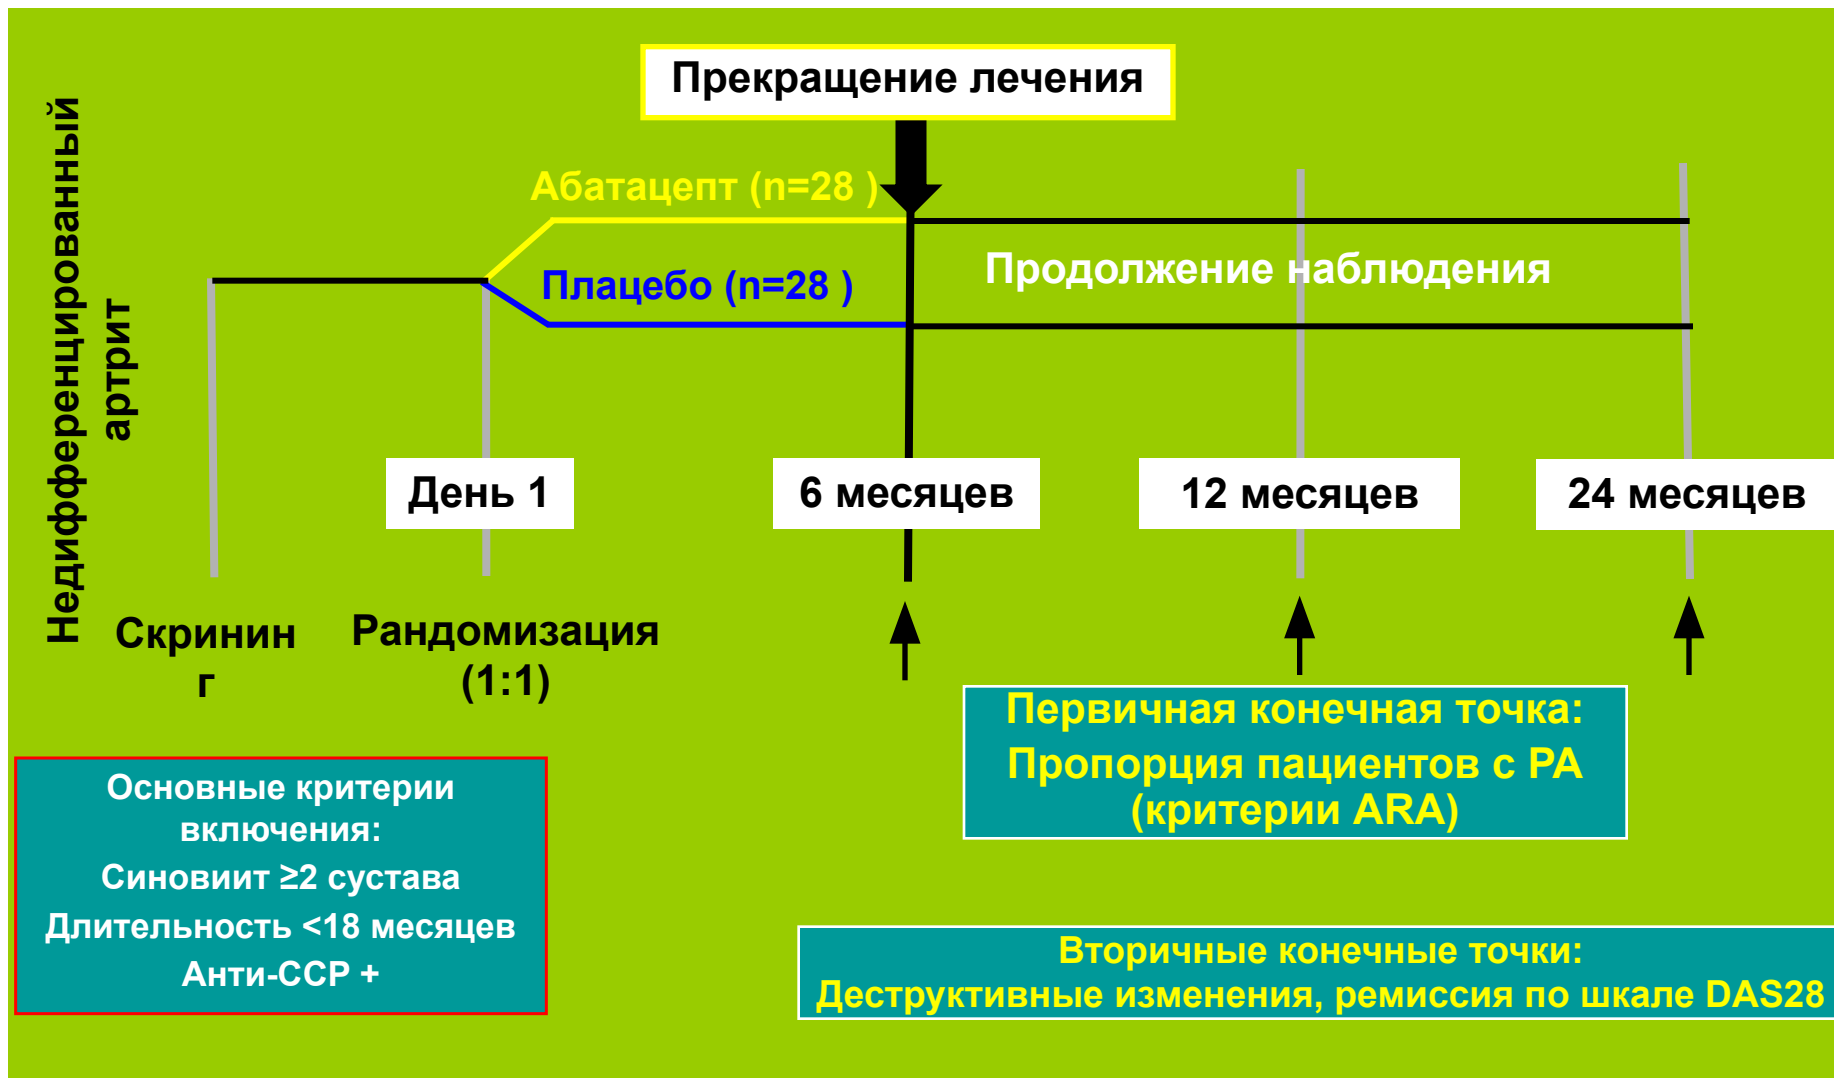 Прекращение лечения
Недифференцированный
артрит
Абатацепт (n=28 )
Плацебо (n=28 )
Продолжение наблюдения
День 1
6 месяцев
12 месяцев
24 месяцев
Скринин
г
Рандомизация
(1:1)
Первичная конечная точка:
Пропорция пациентов с РА
(критерии ARA)
Основные критерии
включения:
Синовиит ≥2 сустава
Длительность <18 месяцев
Анти-ССР +
Вторичные конечные точки:
Деструктивные изменения, ремиссия по шкале DAS28